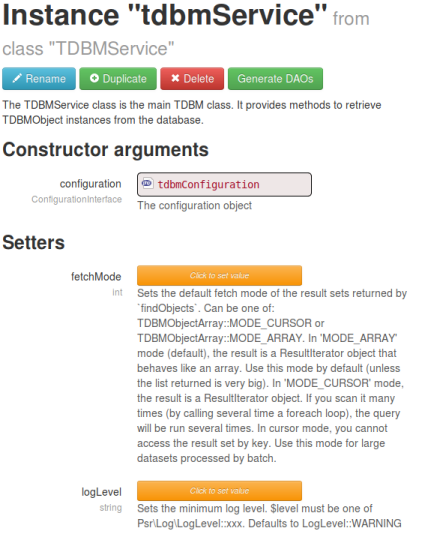 Instance "tdbmService" from
class "TDBMService"
Rename Duplicate Delete Generate DAOs
The TDBMService class is the main TDBM class. It provides methods to retrieve
TDBMObject instances from the database.
Constructor arguments
configuration tdbmConfiguration
ConfigurationInterface
The configuration object
Setters
fetchMode Click to set value
int Sets the default fetch mode of the result sets returned by
`findObjects`. Can be one of:
TDBMObjectArray::MODE_CURSOR or
TDBMObjectArray::MODE_ARRAY. In 'MODE_ARRAY'
mode (default), the result is a ResultIterator object that
behaves like an array. Use this mode by default (unless
the list returned is very big). In 'MODE_CURSOR' mode,
the result is a ResultIterator object. If you scan it many
times (by calling several time a foreach loop), the query
will be run several times. In cursor mode, you cannot
access the result set by key. Use this mode for large
datasets processed by batch.
logLevel Click to set value
string Sets the minimum log level. $level must be one of
Psr\Log\LogLevel::xxx. Defaults to LogLevel::WARNING